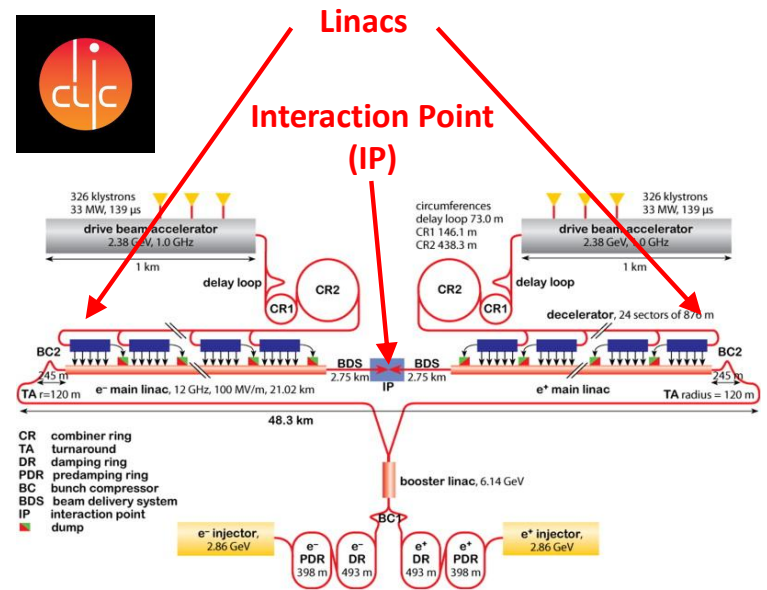 Linacs
clic
Interaction Point
(IP)
326 klystrons
33 MW, 139 μs
circumferences
delay loop 73.0 m
CR1 146.1 m
CR2 438.3 m
326 klystrons
33 MW, 139 μs
drive beam accelerator
2.38 GeV, 1.0 GHz
drive beam accelerator
2.38 GeV, 1.0 GHz
1 km
1 km
delay loop
CR2
CR1
CR2
CR1
delay loop
decelerator, 24 sectors of 876 m
BC2
BC2
245 m
BDS
2.75 km
IP
BDS
2.75 km
245 m
e⁻ main linac, 12 GHz, 100 MV/m, 21.02 km
e⁺ main linac
TA r=120 m
TA radius = 120 m
48.3 km
CR combiner ring
TA turnaround
DR damping ring
PDR predamping ring
BC bunch compressor
BDS beam delivery system
IP interaction point
dump
booster linac, 6.14 GeV
BC1
e⁻ injector,
2.86 GeV
e⁻
PDR
398 m
e⁻
DR
493 m
e⁺
DR
493 m
e⁺
PDR
398 m
e⁺ injector,
2.86 GeV